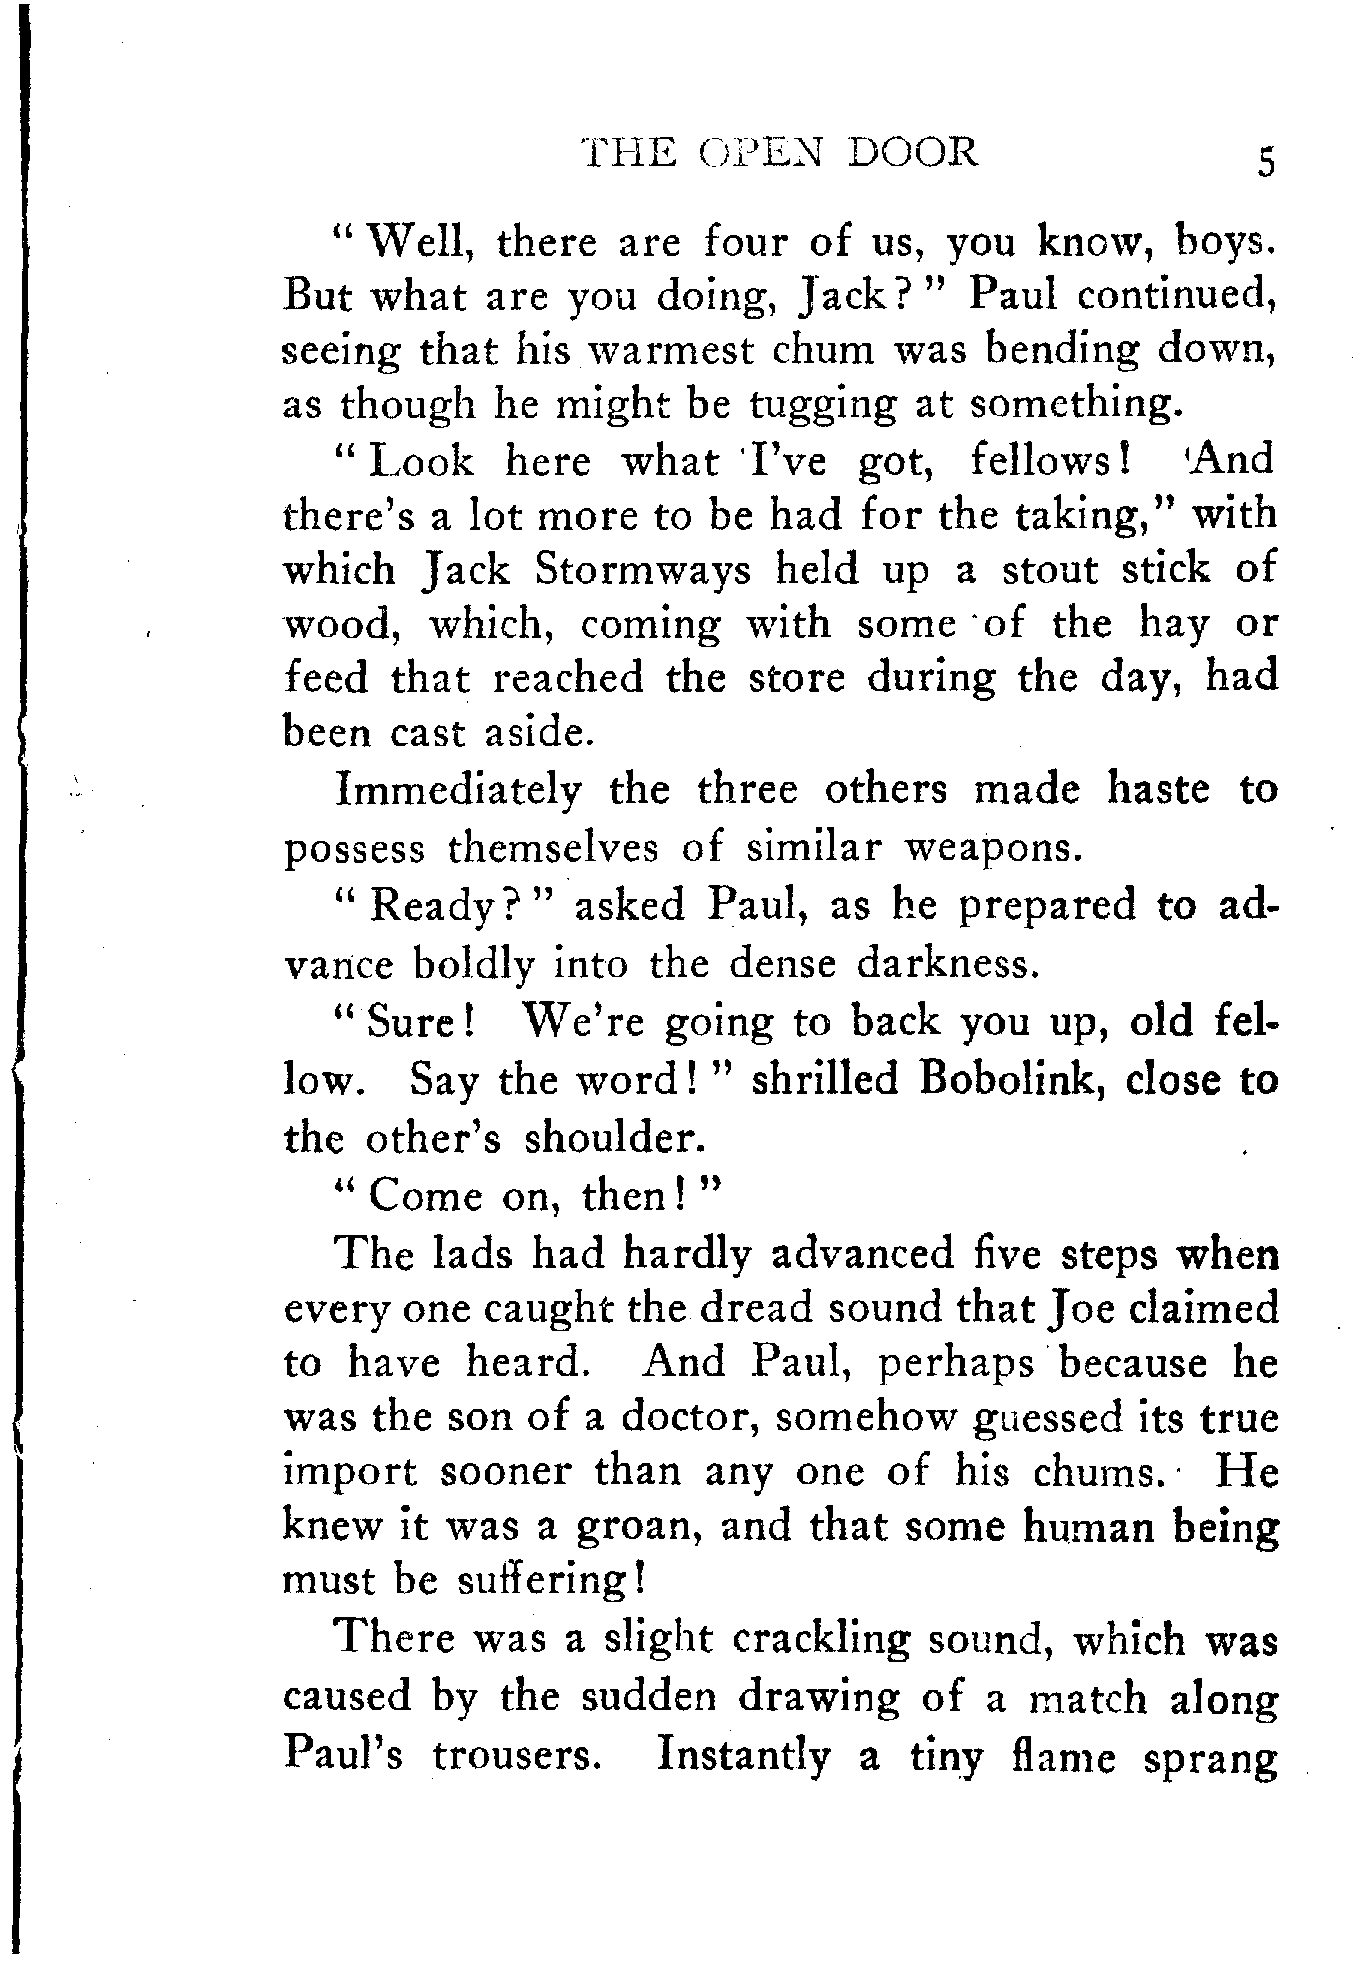 THE OPEN DOOR 5
" Well, there are four of us, you know, boys.
But what are you doing, Jack? " Paul continued,
seeing that his warmest chum was bending down,
as though he might be tugging at something.
" Look here what I've got, fellows! And
there's a lot more to be had for the taking," with
which Jack Stormways held up a stout stick of
wood, which, coming with some of the hay or
feed that reached the store during the day, had
been cast aside.
Immediately the three others made haste to
possess themselves of similar weapons.
" Ready? " asked Paul, as he prepared to ad-
vance boldly into the dense darkness.
" Sure! We're going to back you up, old fel-
low. Say the word! " shrilled Bobolink, close to
the other's shoulder.
" Come on, then! "
The lads had hardly advanced five steps when
every one caught the dread sound that Joe claimed
to have heard. And Paul, perhaps because he
was the son of a doctor, somehow guessed its true
import sooner than any one of his chums. He
knew it was a groan, and that some human being
must be suffering!
There was a slight crackling sound, which was
caused by the sudden drawing of a match along
Paul's trousers. Instantly a tiny flame sprang